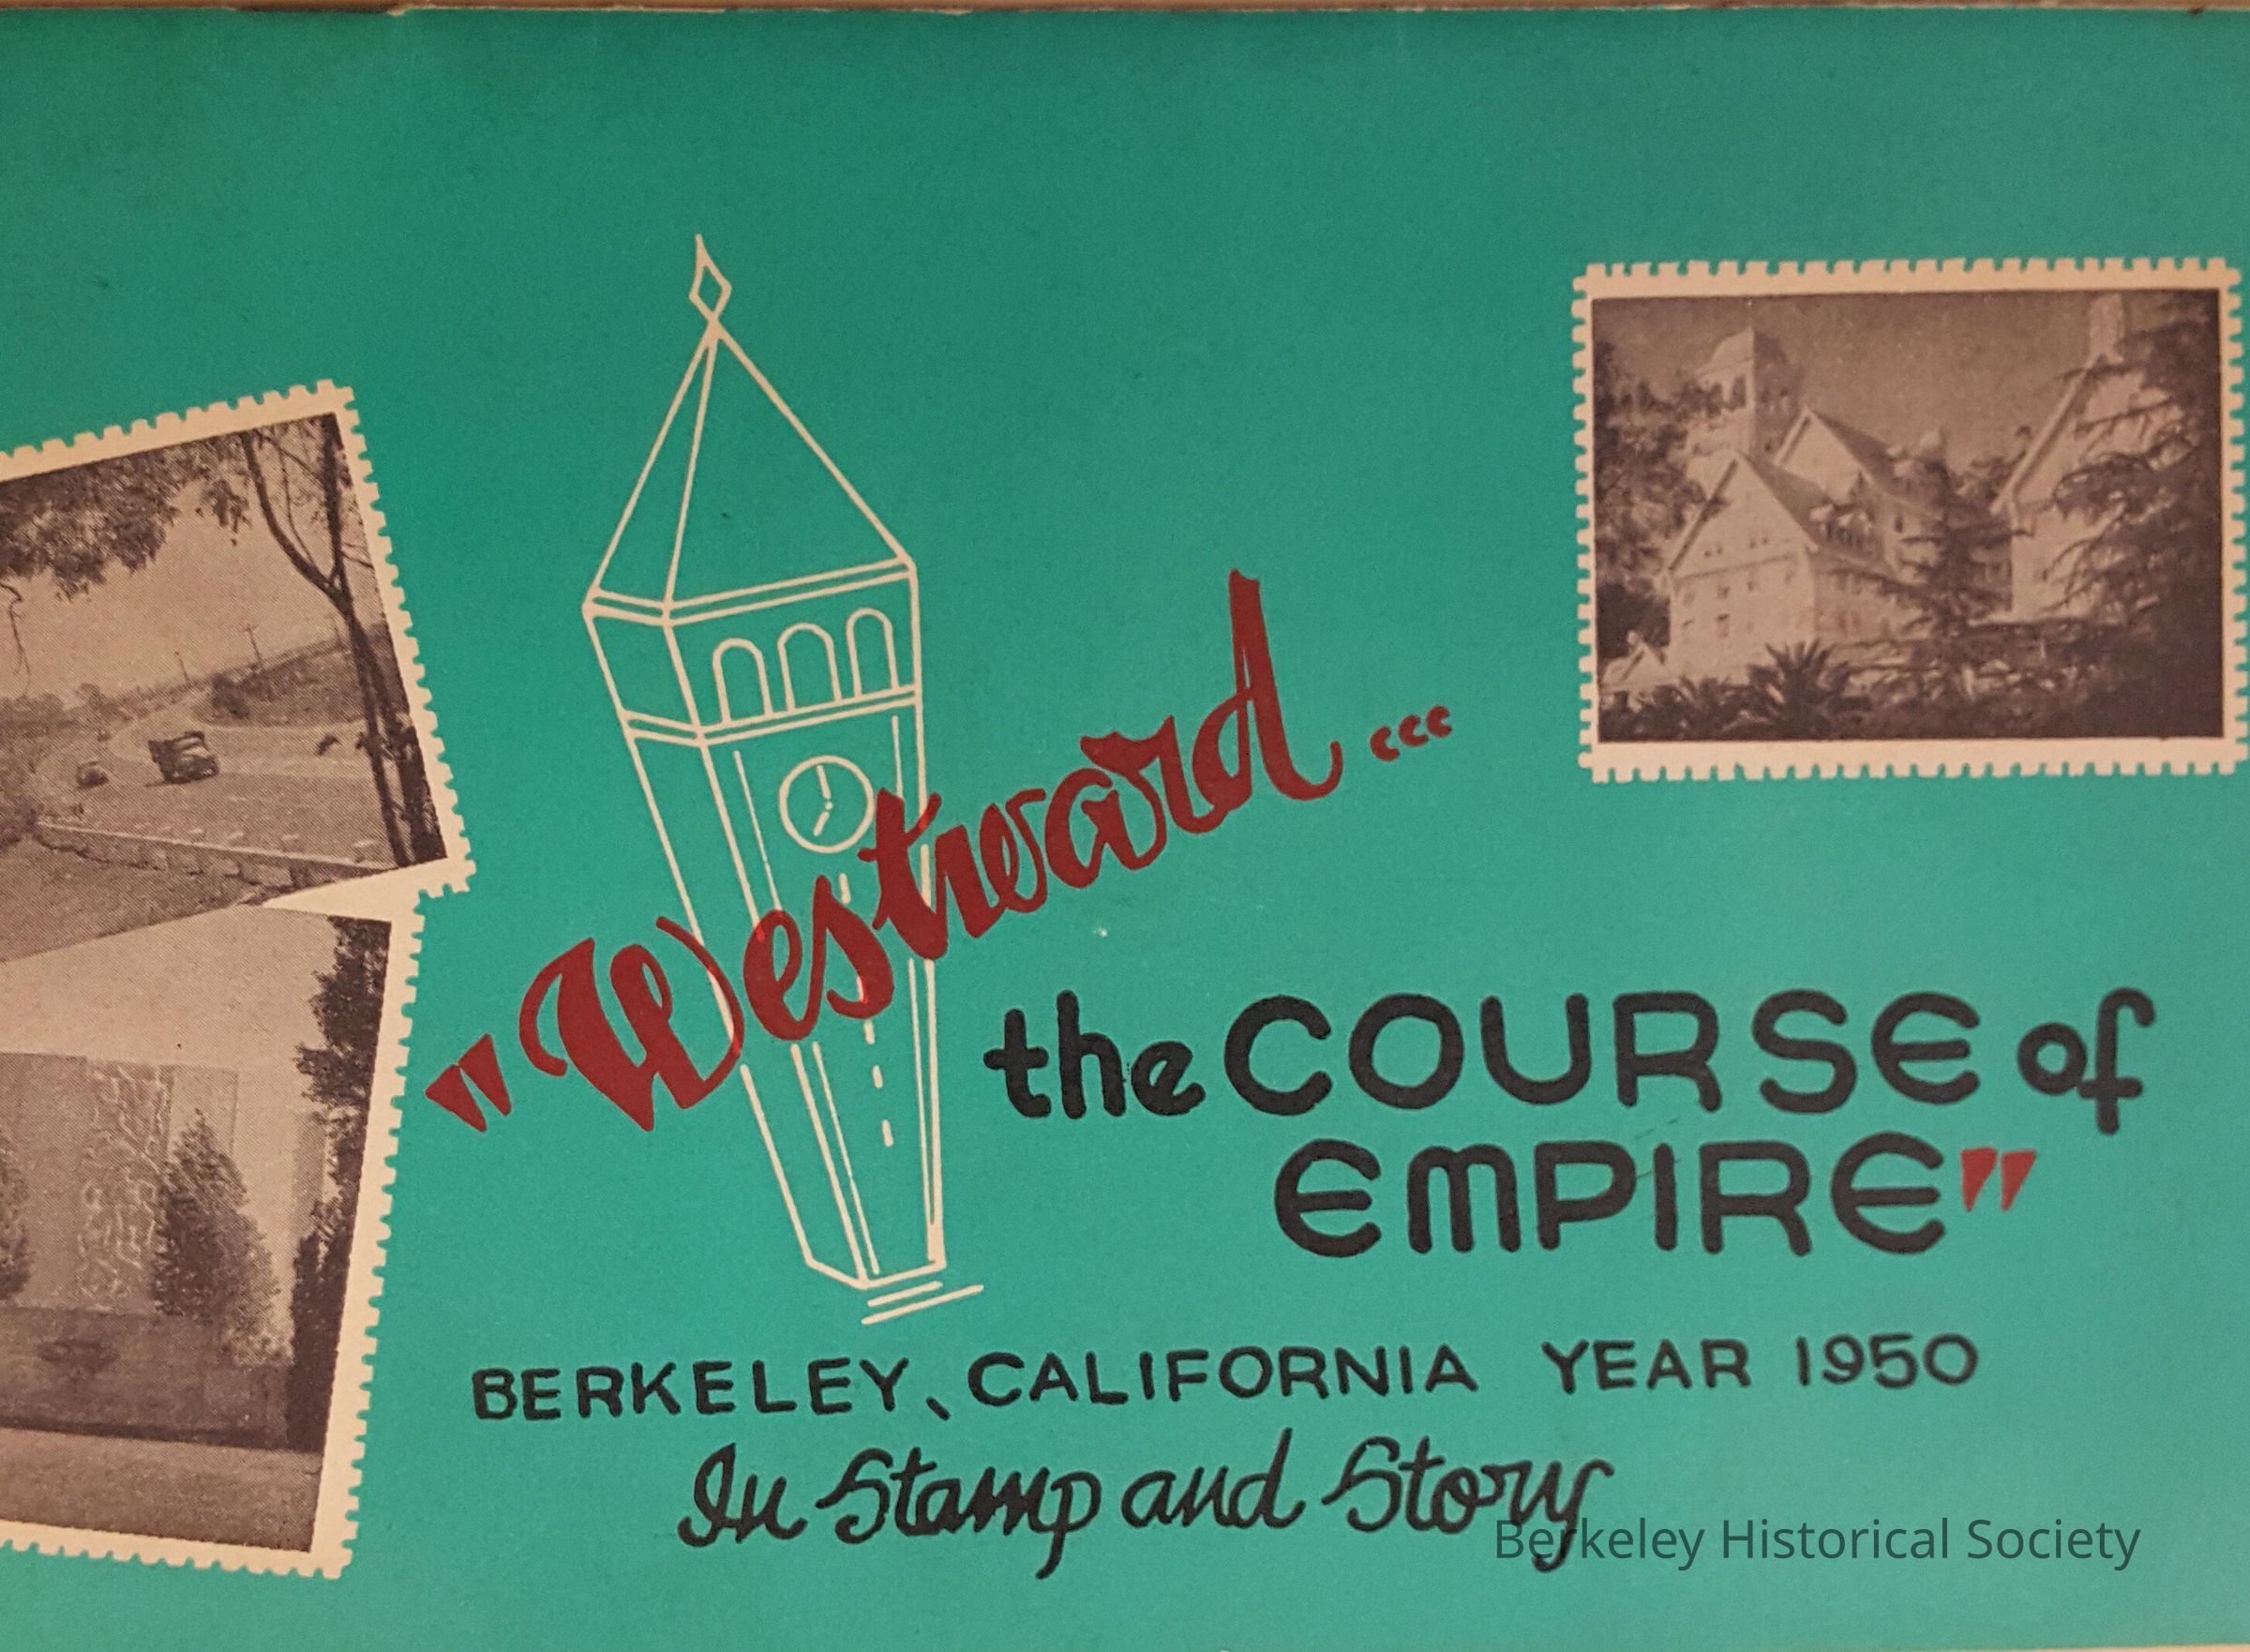 "Westward...
the COURSE of
EMPIRE"
BERKELEY, CALIFORNIA YEAR 1950
In Stamp and Story
Berkeley Historical Society